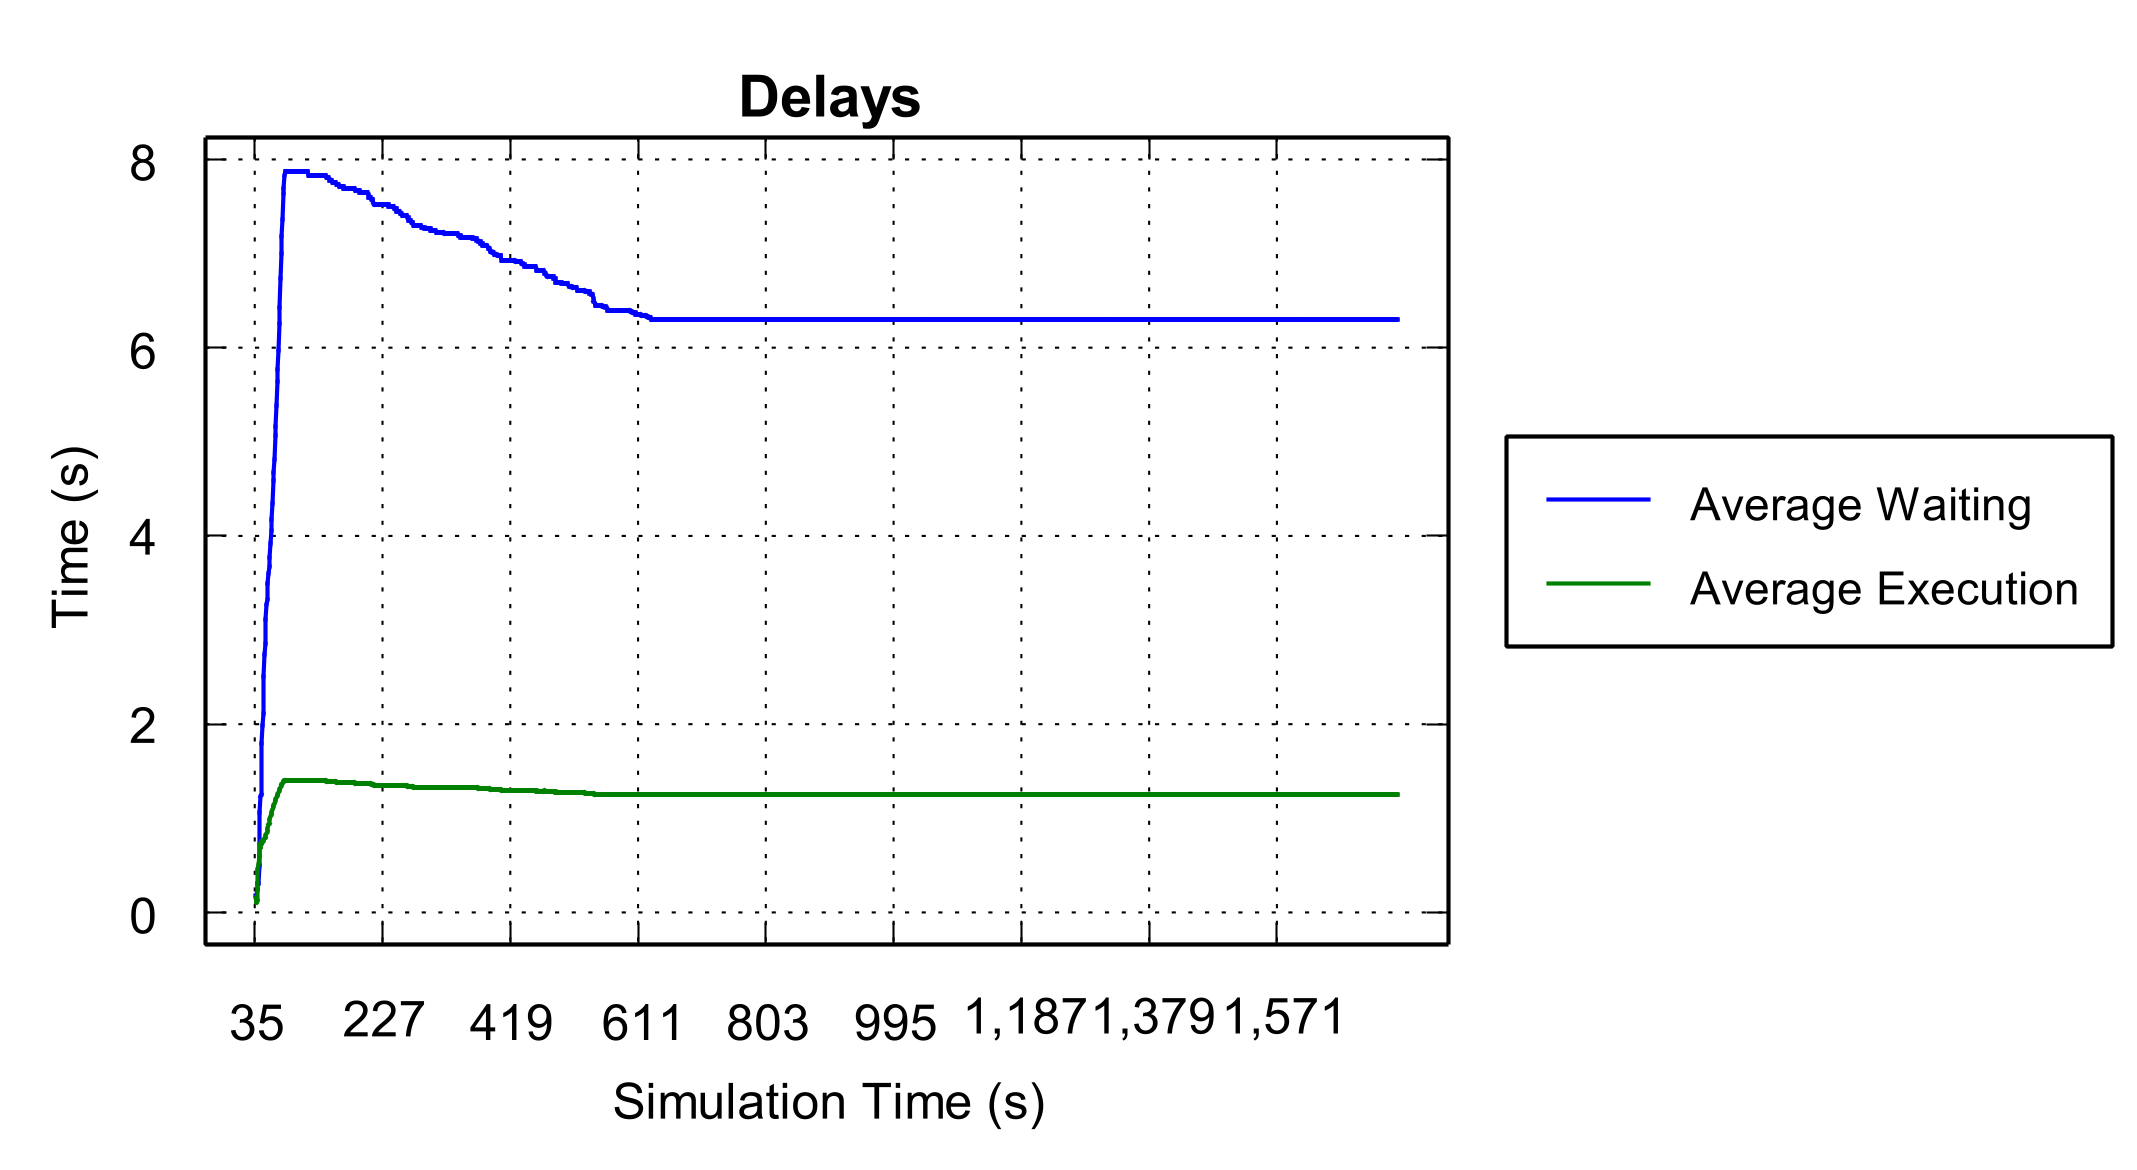 Delays
8
6
4
2
0
Time (s)
35 227 419 611 803 995 1,187 1,379 1,571
Simulation Time (s)
Average Waiting
Average Execution